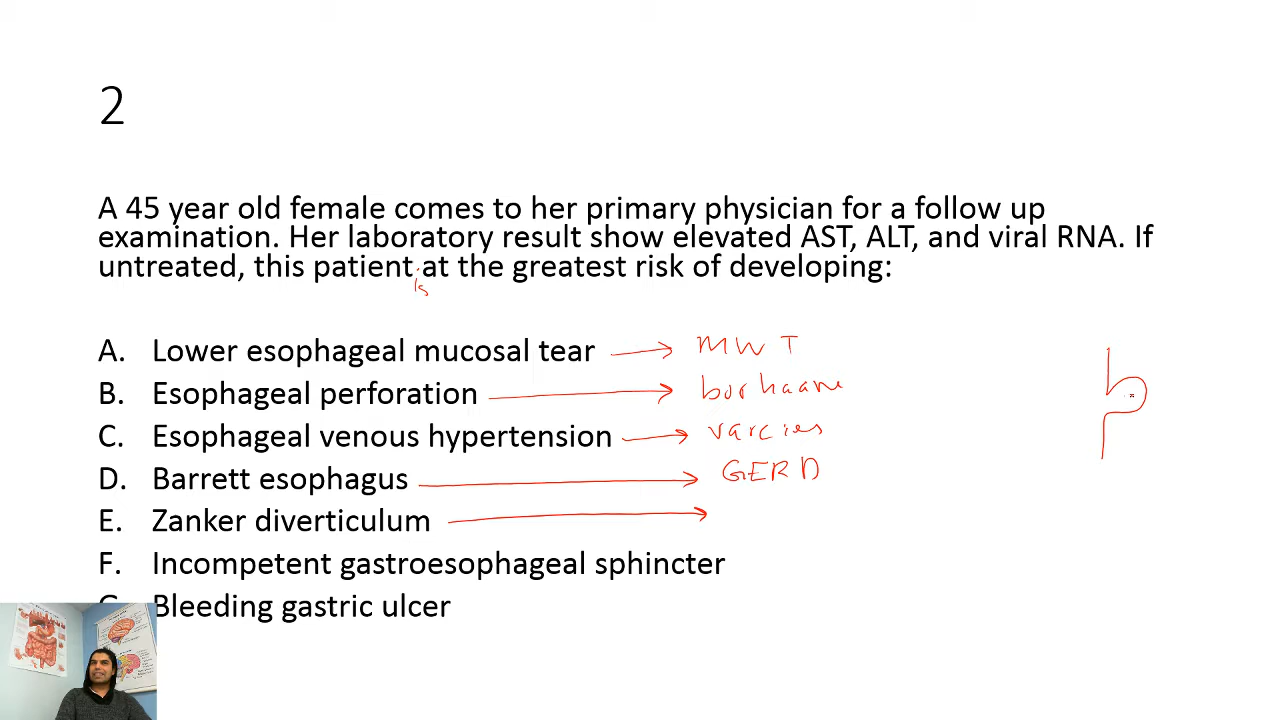 2
A 45 year old female comes to her primary physician for a follow up
examination. Her laboratory result show elevated AST, ALT, and viral RNA. If
untreated, this patient is at the greatest risk of developing:
A. Lower esophageal mucosal tear → MWT
B. Esophageal perforation → borhaave
C. Esophageal venous hypertension → varcies
D. Barrett esophagus → GERD
E. Zanker diverticulum →
F. Incompetent gastroesophageal sphincter
G. Bleeding gastric ulcer